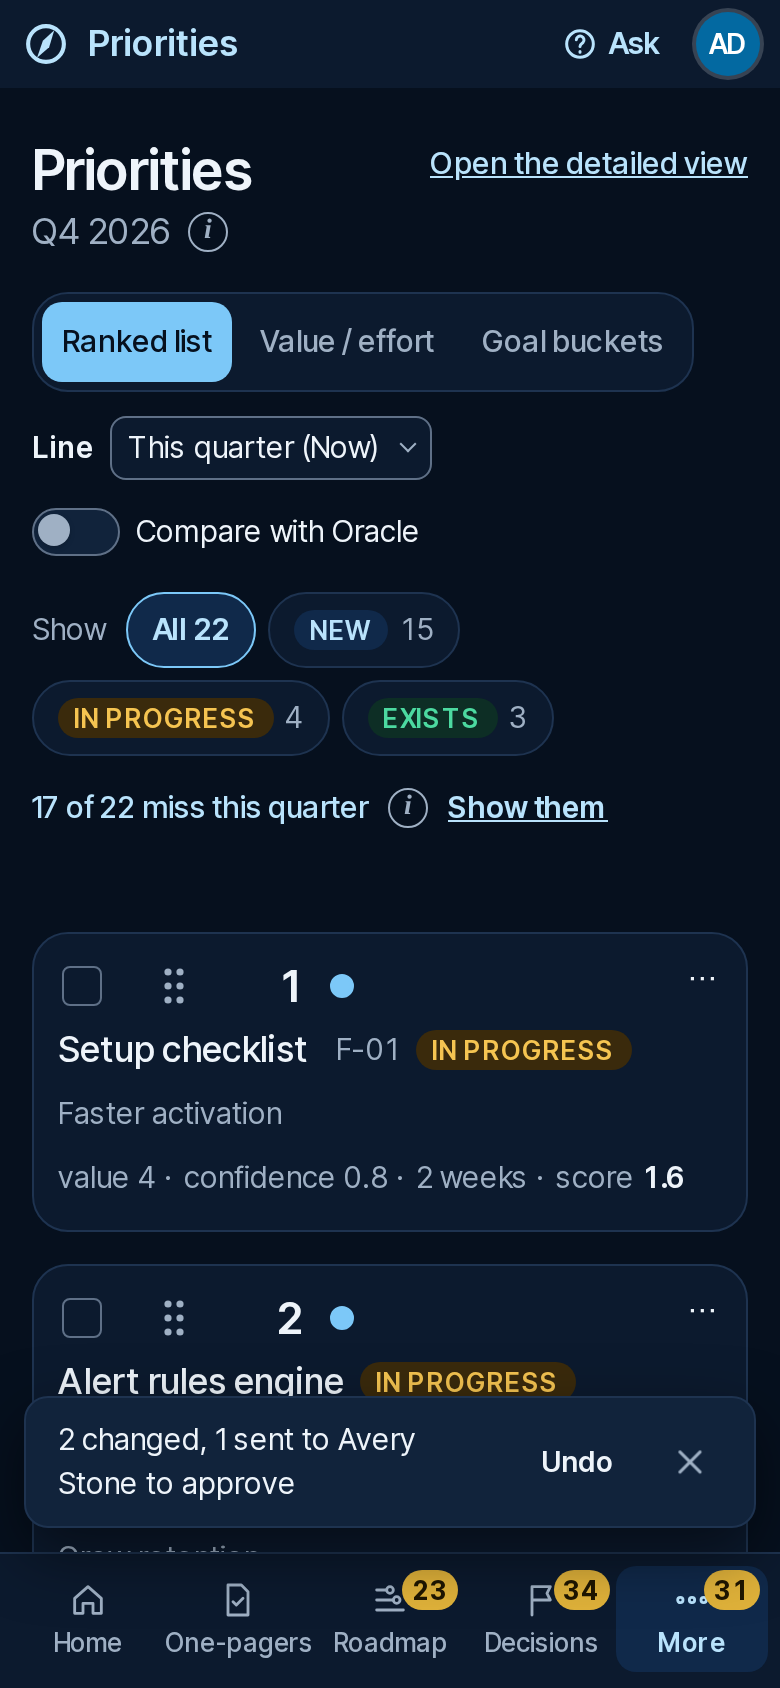 Priorities
Ask
AD
Priorities
Open the detailed view
Q4 2026 i
Ranked list
Value / effort
Goal buckets
Line
This quarter (Now)
Compare with Oracle
Show
All 22
NEW 15
IN PROGRESS 4
EXISTS 3
17 of 22 miss this quarter i Show them
1
...
Setup checklist F-01 IN PROGRESS
Faster activation
value 4 · confidence 0.8 · 2 weeks · score 1.6
2
...
Alert rules engine IN PROGRESS
2 changed, 1 sent to Avery
Stone to approve
Undo
Home
One-pagers
23
Roadmap
34
Decisions
31
More